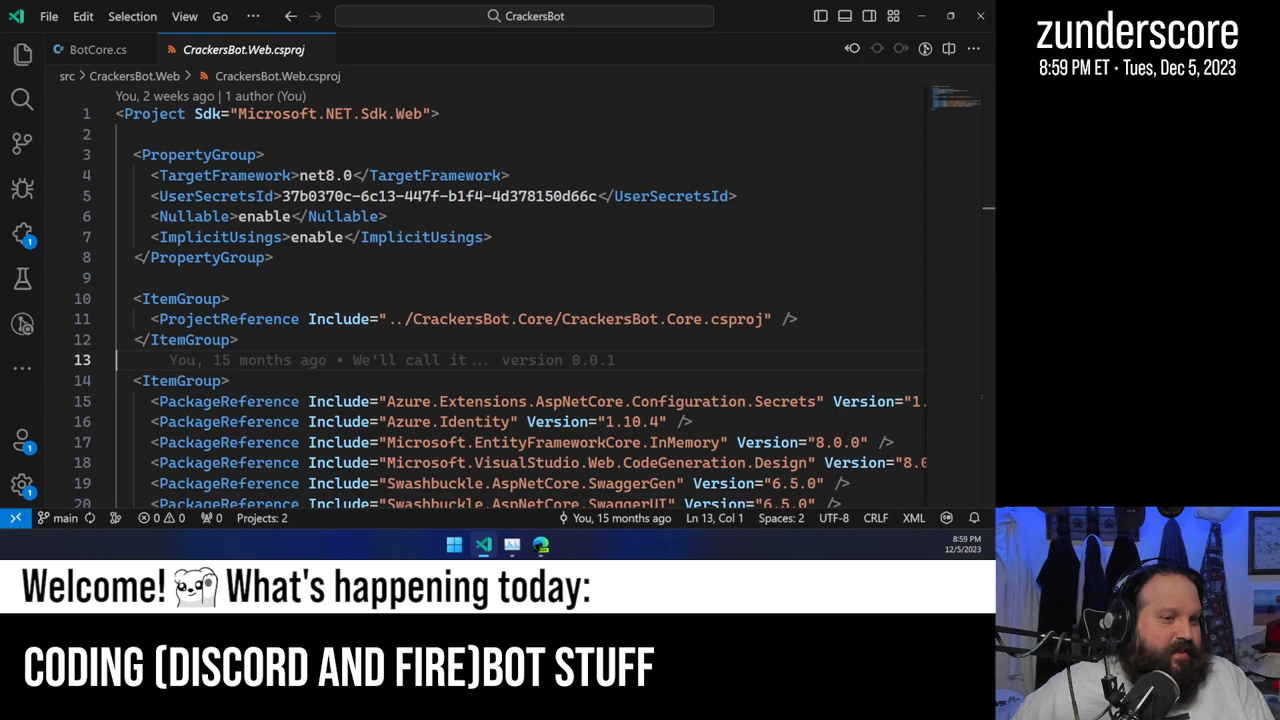 File Edit Selection View Go ... CrackersBot
zunderscore
8:59 PM ET • Tues, Dec 5, 2023
BotCore.cs CrackersBot.Web.csproj
src > CrackersBot.Web > CrackersBot.Web.csproj
You, 2 weeks ago | 1 author (You)
1 <Project Sdk="Microsoft.NET.Sdk.Web">
2
3 <PropertyGroup>
4 <TargetFramework>net8.0</TargetFramework>
5 <UserSecretsId>37b0370c-6c13-447f-b1f4-4d378150d66c</UserSecretsId>
6 <Nullable>enable</Nullable>
7 <ImplicitUsings>enable</ImplicitUsings>
8 </PropertyGroup>
9
10 <ItemGroup>
11 <ProjectReference Include="../CrackersBot.Core/CrackersBot.Core.csproj" />
12 </ItemGroup>
13 You, 15 months ago • We'll call it... version 0.0.1
14 <ItemGroup>
15 <PackageReference Include="Azure.Extensions.AspNetCore.Configuration.Secrets" Version="1.
16 <PackageReference Include="Azure.Identity" Version="1.10.4" />
17 <PackageReference Include="Microsoft.EntityFrameworkCore.InMemory" Version="8.0.0" />
18 <PackageReference Include="Microsoft.VisualStudio.Web.CodeGeneration.Design" Version="8.0
19 <PackageReference Include="Swashbuckle.AspNetCore.SwaggerGen" Version="6.5.0" />
20 <PackageReference Include="Swashbuckle.AspNetCore.SwaggerUI" Version="6.5.0" />
1
1
1
main 0 0 0 Projects: 2 You, 15 months ago Ln 13, Col 1 Spaces: 2 UTF-8 CRLF XML
8:59 PM
12/5/2023
Welcome! What's happening today:
CODING (DISCORD AND FIRE)BOT STUFF